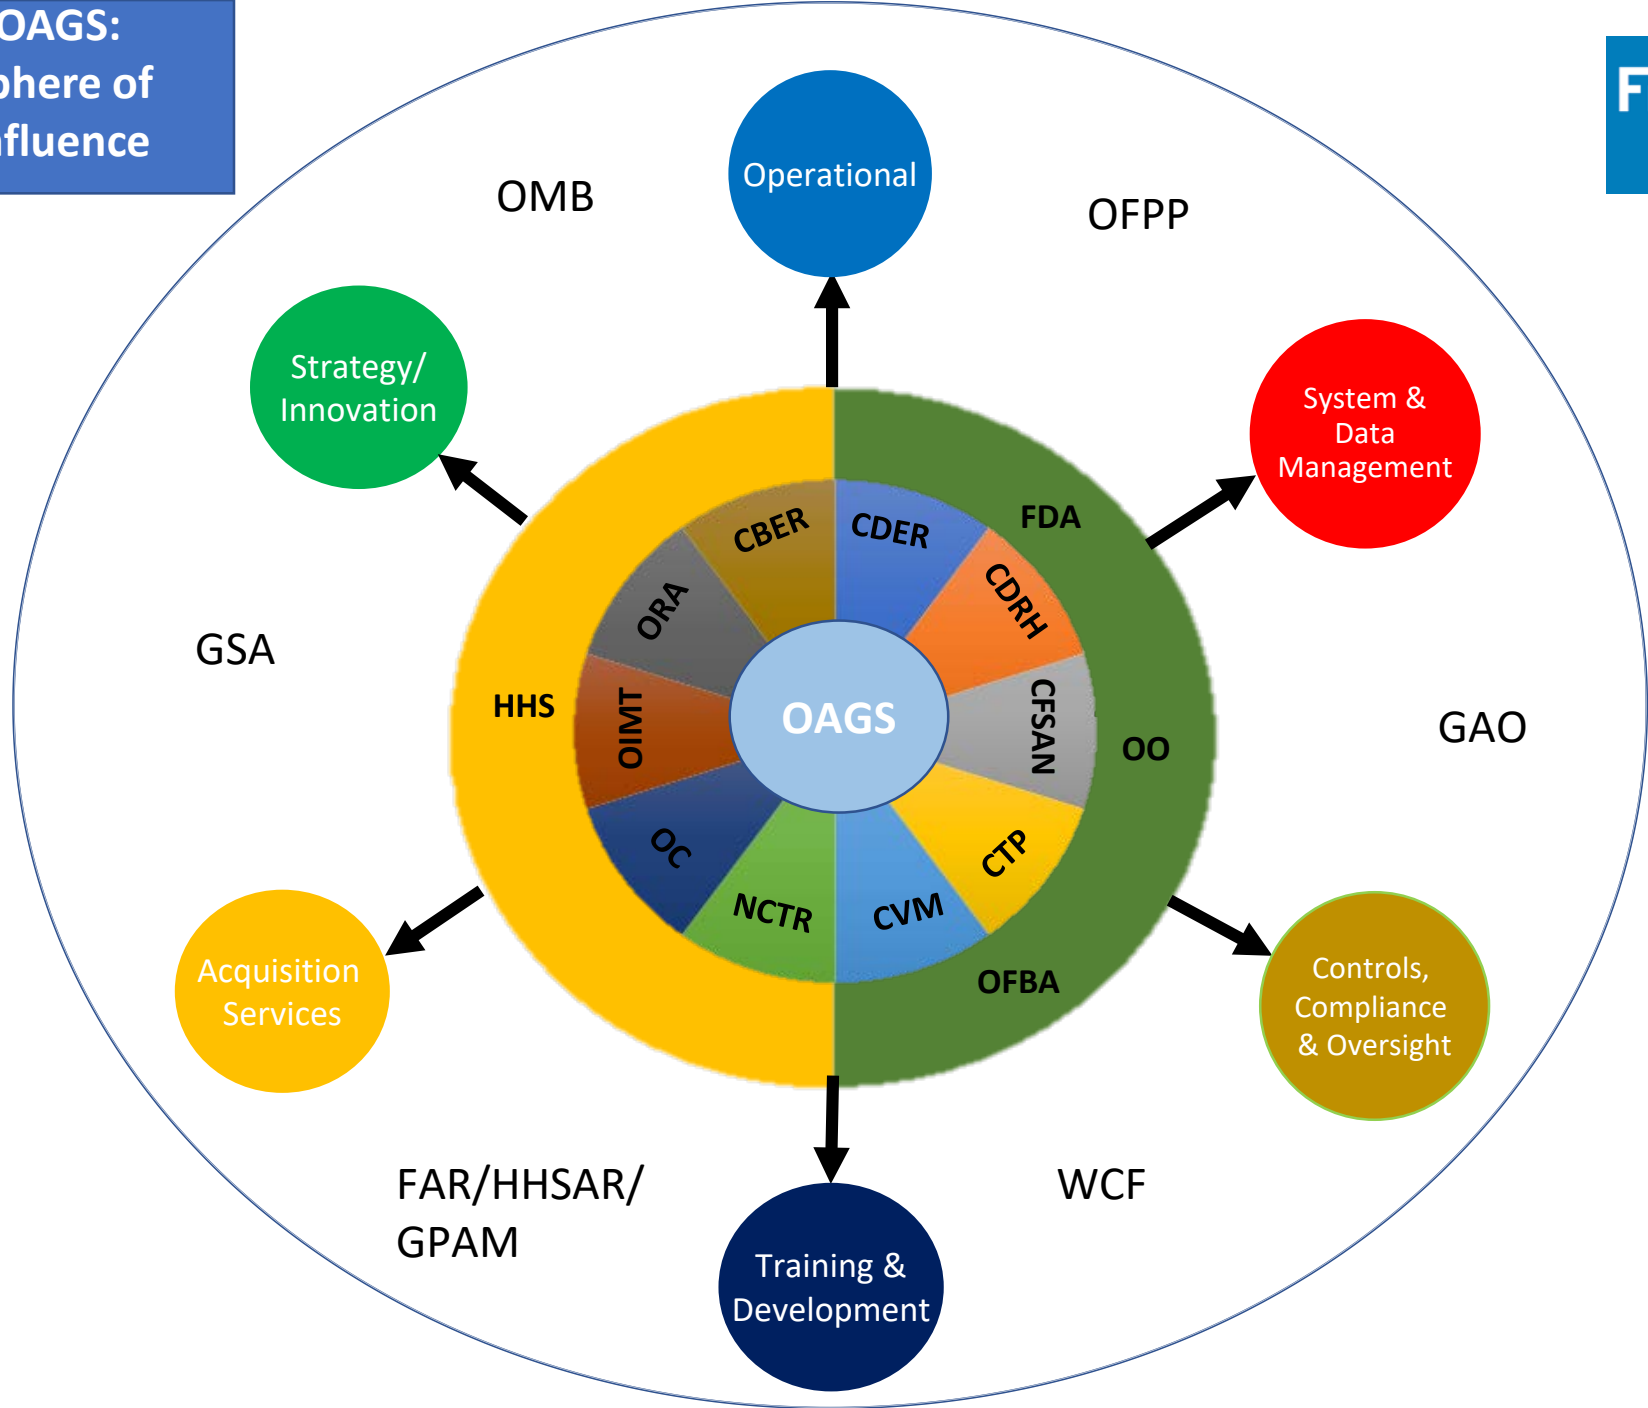 OAGS:
phere of
fluence
F
Operational
OMB
OFPP
Strategy/
Innovation
System &
Data
Management
FDA
CBER
CDER
CDRH
ORA
GSA
HHS
OIMT
OAGS
CFSAN
OO
GAO
OC
CTP
NCTR
CVM
OFBA
Acquisition
Services
Controls,
Compliance
& Oversight
FAR/HHSAR/
GPAM
WCF
Training &
Development